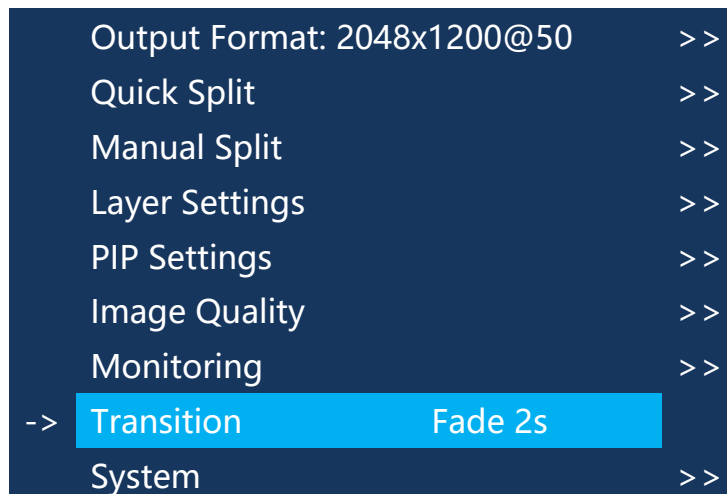 Output Format: 2048x1200@50 >>
Quick Split >>
Manual Split >>
Layer Settings >>
PIP Settings >>
Image Quality >>
Monitoring >>
-> Transition Fade 2s
System >>